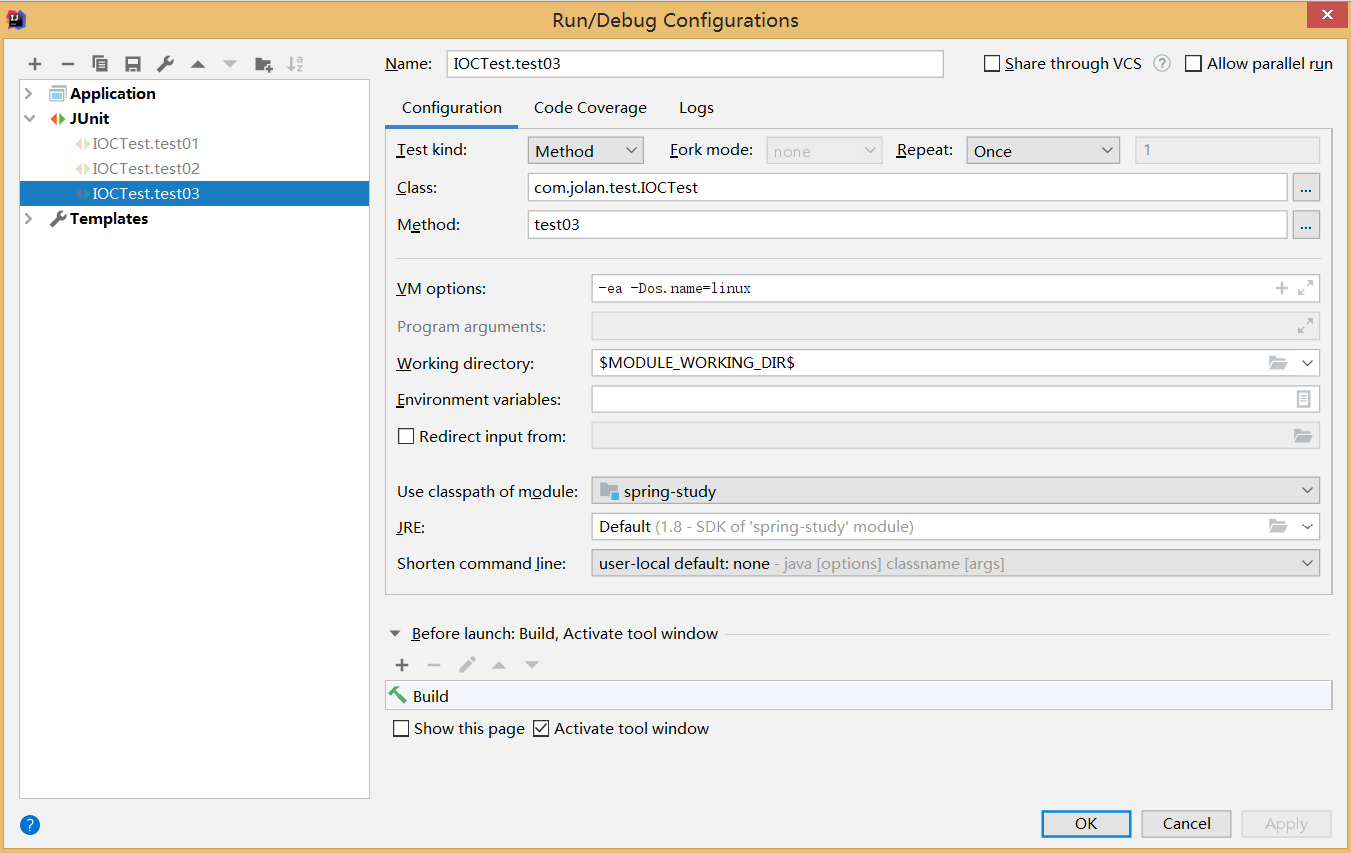 Run/Debug Configurations
Name: IOCTest.test03 Share through VCS ? Allow parallel run
Application
JUnit
IOCTest.test01
IOCTest.test02
IOCTest.test03
Templates
Configuration Code Coverage Logs
Test kind: Method Fork mode: none Repeat: Once 1
Class: com.jolan.test.IOCTest ...
Method: test03 ...
VM options: -ea -Dos.name=linux
Program arguments:
Working directory: $MODULE_WORKING_DIR$
Environment variables:
Redirect input from:
Use classpath of module: spring-study
JRE: Default (1.8 - SDK of 'spring-study' module)
Shorten command line: user-local default: none - java [options] classname [args]
Before launch: Build, Activate tool window
Build
Show this page Activate tool window
? OK Cancel Apply